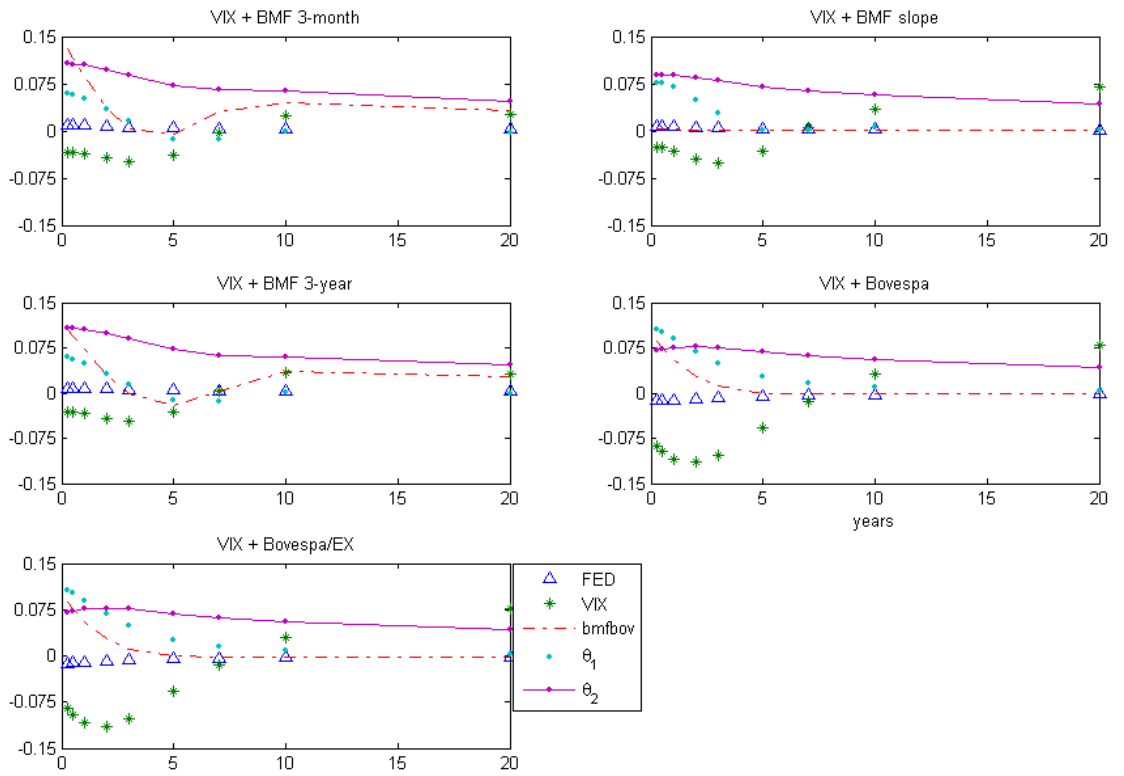 VIX + BMF 3-month
0.15
0.075
0
-0.075
-0.15
0 5 10 15 20
VIX + BMF slope
0.15
0.075
0
-0.075
-0.15
0 5 10 15 20
VIX + BMF 3-year
0.15
0.075
0
-0.075
-0.15
0 5 10 15 20
VIX + Bovespa
0.15
0.075
0
-0.075
-0.15
0 5 10 15 20
years
VIX + Bovespa/EX
0.15
0.075
0
-0.075
-0.15
0 5 10 15 20
FED
VIX
bmfbov
θ₁
θ₂